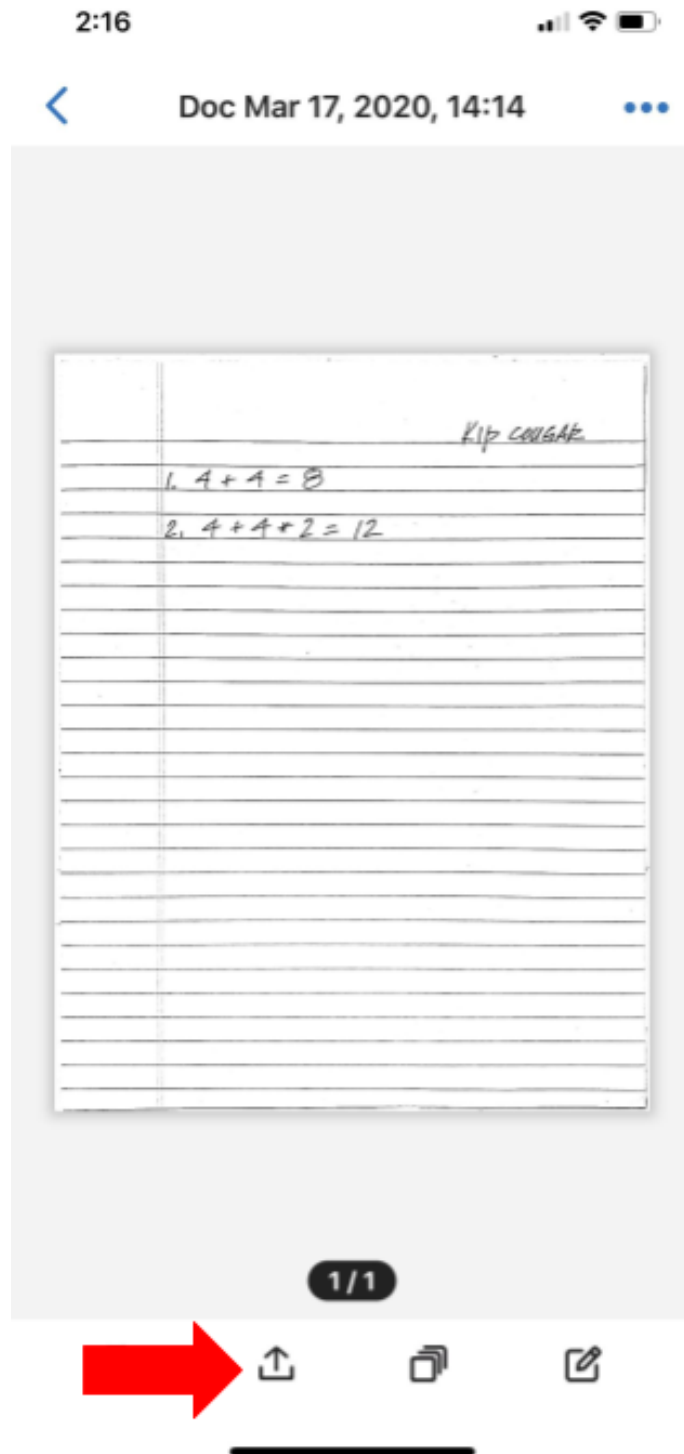 2:16
Doc Mar 17, 2020, 14:14
Kip COUGAR
1. 4 + 4 = 8
2. 4 + 4 * 2 = 12
1/1